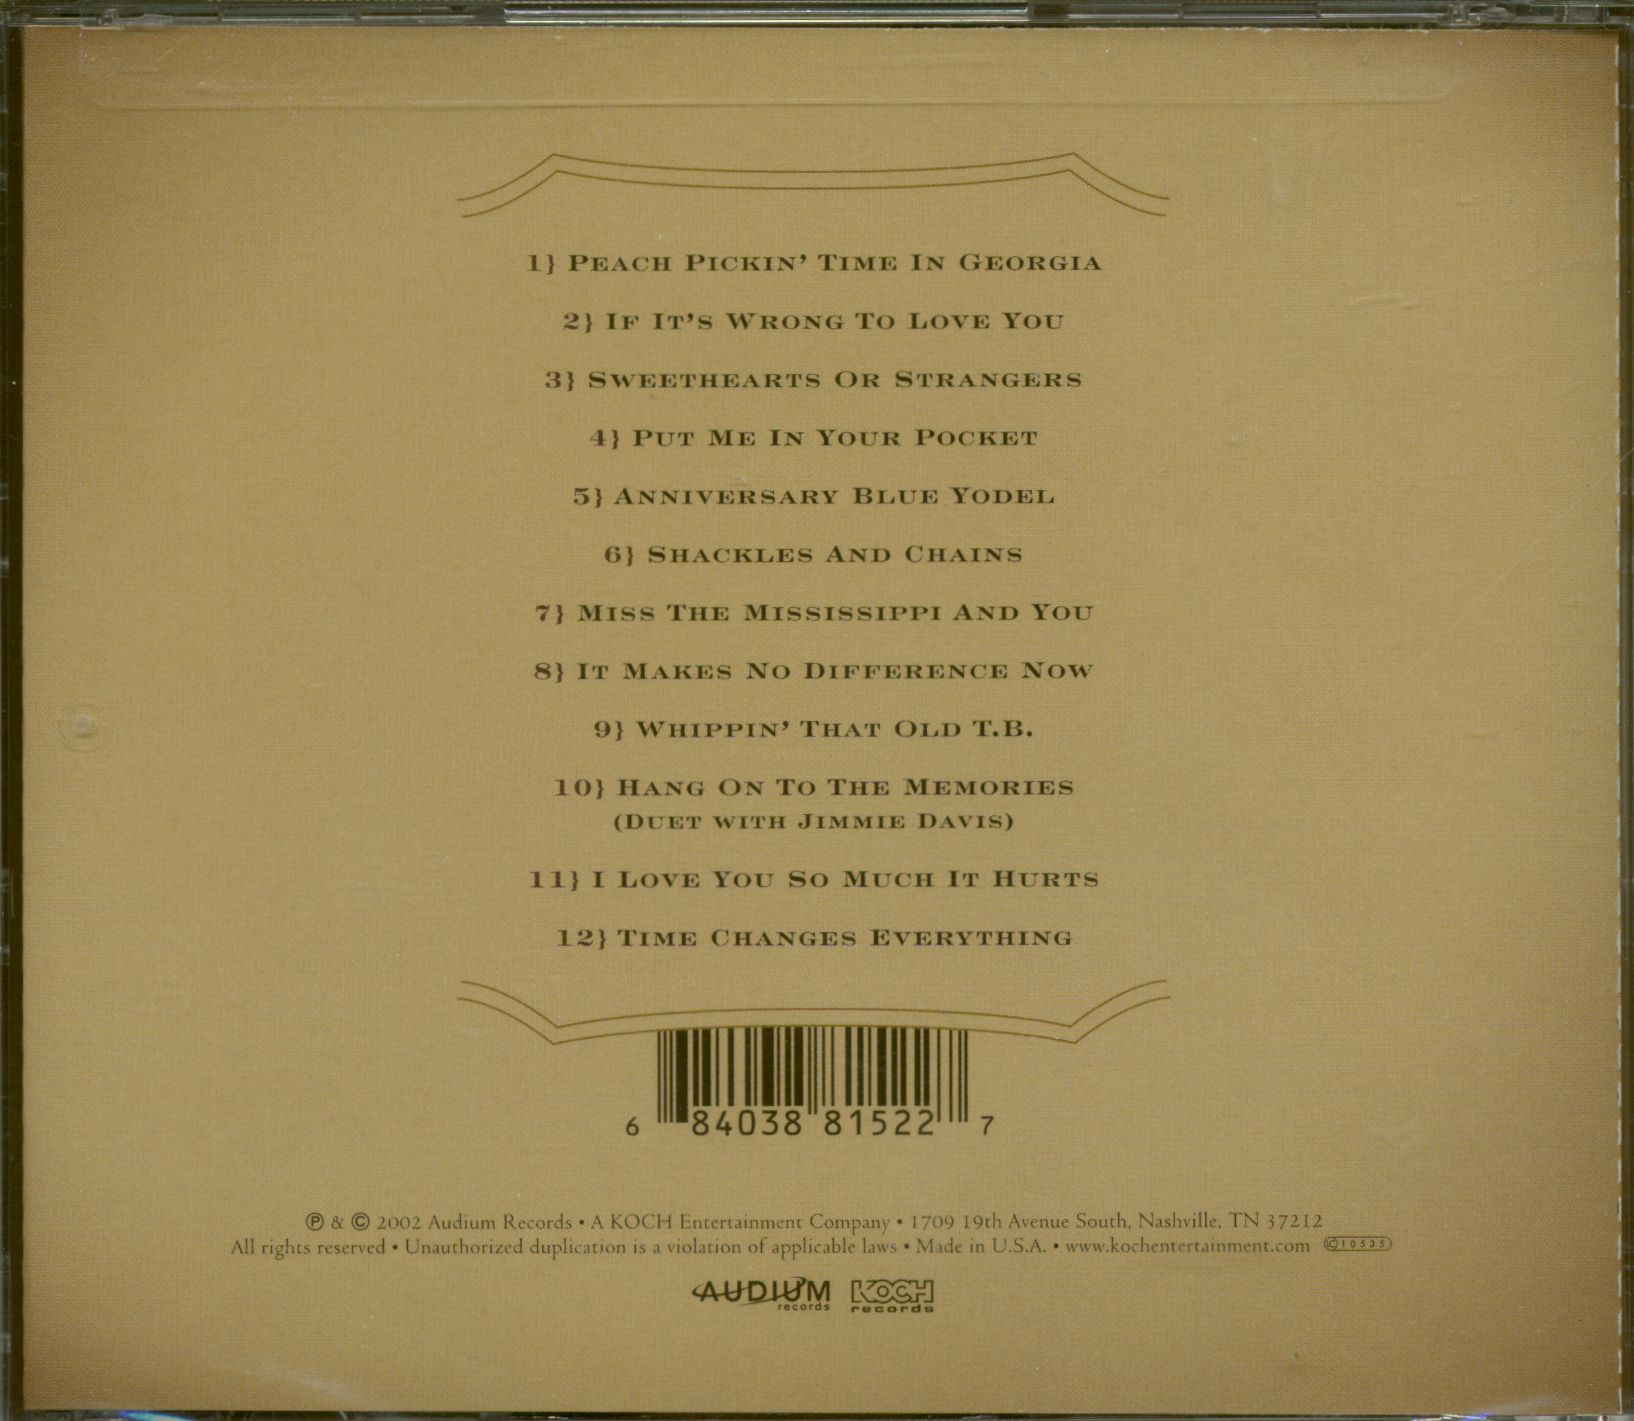 1} Peach Pickin’ Time In Georgia
2} If It’s Wrong To Love You
3} Sweethearts Or Strangers
4} Put Me In Your Pocket
5} Anniversary Blue Yodel
6} Shackles And Chains
7} Miss The Mississippi And You
8} It Makes No Difference Now
9} Whippin’ That Old T.B.
10} Hang On To The Memories
(Duet with Jimmie Davis)
11} I Love You So Much It Hurts
12} Time Changes Everything
6 84038 81522 7
℗ & © 2002 Audium Records • A KOCH Entertainment Company • 1709 19th Avenue South, Nashville, TN 37212
All rights reserved • Unauthorized duplication is a violation of applicable laws • Made in U.S.A. • www.kochentertainment.com ©10535
AUDIUM KOCH
records records